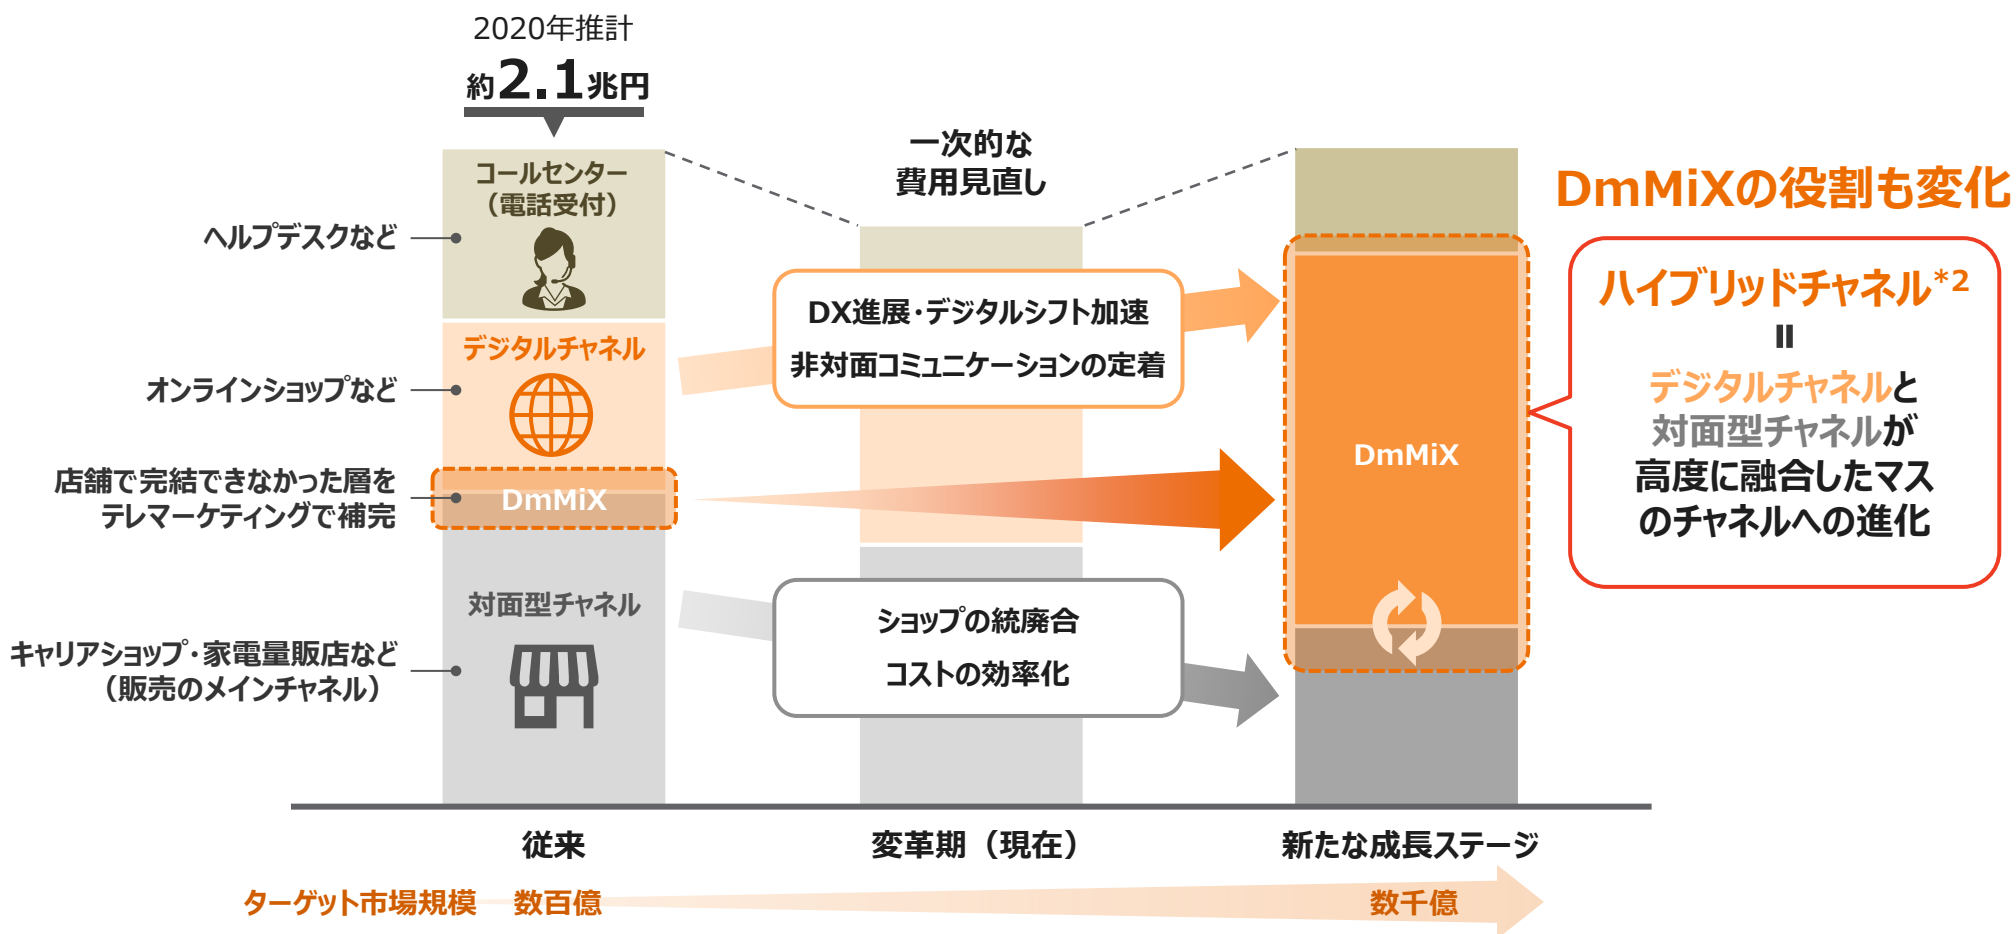 2020年推計
約2.1兆円
コールセンター
（電話受付）
ヘルプデスクなど
デジタルチャネル
オンラインショップなど
店舗で完結できなかった層を
テレマーケティングで補完
DmMiX
対面型チャネル
キャリアショップ・家電量販店など
（販売のメインチャネル）
一次的な
費用見直し
DX進展・デジタルシフト加速
非対面コミュニケーションの定着
ショップの統廃合
コストの効率化
DmMiX
DmMiXの役割も変化
ハイブリッドチャネル*2
=
デジタルチャネルと
対面型チャネルが
高度に融合したマス
のチャネルへの進化
従来
変革期（現在）
新たな成長ステージ
ターゲット市場規模
数百億
数千億